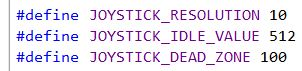 #define JOYSTICK_RESOLUTION 10
#define JOYSTICK_IDLE_VALUE 512
#define JOYSTICK_DEAD_ZONE 100